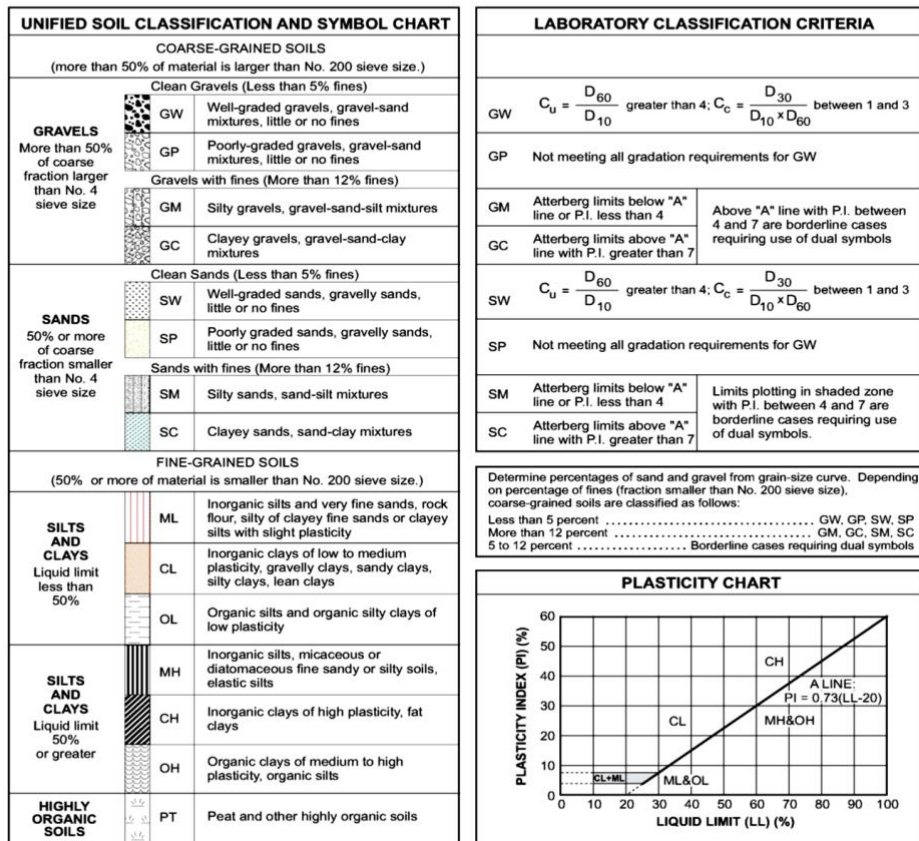 UNIFIED SOIL CLASSIFICATION AND SYMBOL CHART
COARSE-GRAINED SOILS
(more than 50% of material is larger than No. 200 sieve size.)
Clean Gravels (Less than 5% fines)
GRAVELS
More than 50%
of coarse
fraction larger
than No. 4
sieve size
GW
Well-graded gravels, gravel-sand
mixtures, little or no fines
GP
Poorly-graded gravels, gravel-sand
mixtures, little or no fines
Gravels with fines (More than 12% fines)
GM
Silty gravels, gravel-sand-silt mixtures
GC
Clayey gravels, gravel-sand-clay
mixtures
Clean Sands (Less than 5% fines)
SANDS
50% or more
of coarse
fraction smaller
than No. 4
sieve size
SW
Well-graded sands, gravelly sands,
little or no fines
SP
Poorly graded sands, gravelly sands,
little or no fines
Sands with fines (More than 12% fines)
SM
Silty sands, sand-silt mixtures
SC
Clayey sands, sand-clay mixtures
FINE-GRAINED SOILS
(50% or more of material is smaller than No. 200 sieve size.)
SILTS
AND
CLAYS
Liquid limit
less than
50%
ML
Inorganic silts and very fine sands, rock
flour, silty of clayey fine sands or clayey
silts with slight plasticity
CL
Inorganic clays of low to medium
plasticity, gravelly clays, sandy clays,
silty clays, lean clays
OL
Organic silts and organic silty clays of
low plasticity
SILTS
AND
CLAYS
Liquid limit
50%
or greater
MH
Inorganic silts, micaceous or
diatomaceous fine sandy or silty soils,
elastic silts
CH
Inorganic clays of high plasticity, fat
clays
OH
Organic clays of medium to high
plasticity, organic silts
HIGHLY
ORGANIC
SOILS
PT
Peat and other highly organic soils
LABORATORY CLASSIFICATION CRITERIA
GW
Cu = D60 / D10 greater than 4; Cc = D30 / D10 x D60 between 1 and 3
GP
Not meeting all gradation requirements for GW
GM
Atterberg limits below "A"
line or P.I. less than 4
GC
Atterberg limits above "A"
line with P.I. greater than 7
Above "A" line with P.I. between
4 and 7 are borderline cases
requiring use of dual symbols
SW
Cu = D60 / D10 greater than 4; Cc = D30 / D10 x D60 between 1 and 3
SP
Not meeting all gradation requirements for GW
SM
Atterberg limits below "A"
line or P.I. less than 4
SC
Atterberg limits above "A"
line with P.I. greater than 7
Limits plotting in shaded zone
with P.I. between 4 and 7 are
borderline cases requiring use
of dual symbols.
Determine percentages of sand and gravel from grain-size curve. Depending
on percentage of fines (fraction smaller than No. 200 sieve size),
coarse-grained soils are classified as follows:
Less than 5 percent .................................... GW, GP, SW, SP
More than 12 percent .................................. GM, GC, SM, SC
5 to 12 percent ................... Borderline cases requiring dual symbols
PLASTICITY CHART
PLASTICITY INDEX (PI) (%)
60
50
40
30
20
10
0
CH
A LINE:
PI = 0.73(LL-20)
CL
MH&OH
CL+ML
ML&OL
0 10 20 30 40 50 60 70 80 90 100
LIQUID LIMIT (LL) (%)